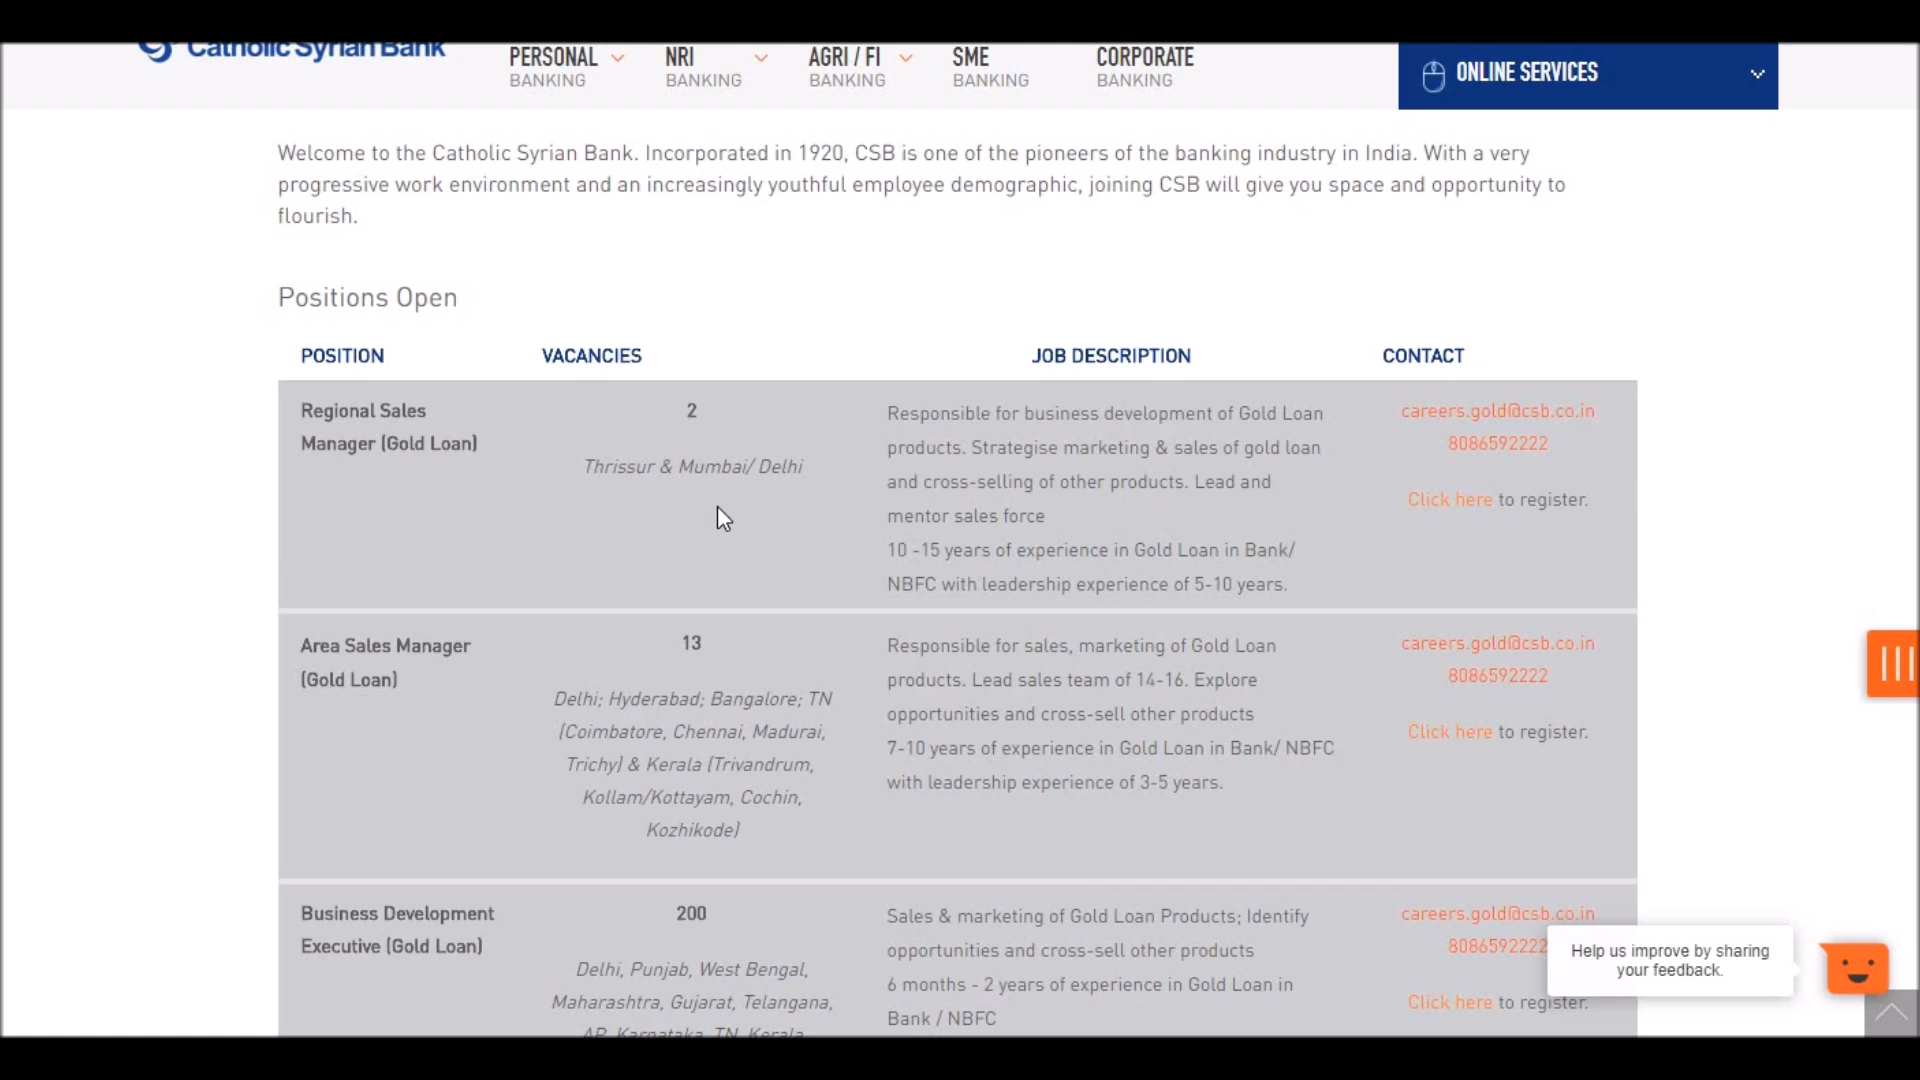 Catholic Syrian Bank
PERSONAL
BANKING
NRI
BANKING
AGRI / FI
BANKING
SME
BANKING
CORPORATE
BANKING
ONLINE SERVICES
Welcome to the Catholic Syrian Bank. Incorporated in 1920, CSB is one of the pioneers of the banking industry in India. With a very
progressive work environment and an increasingly youthful employee demographic, joining CSB will give you space and opportunity to
flourish.
Positions Open
POSITION
VACANCIES
JOB DESCRIPTION
CONTACT
Regional Sales
Manager (Gold Loan)
2
Thrissur & Mumbai/ Delhi
Responsible for business development of Gold Loan
products. Strategise marketing & sales of gold loan
and cross-selling of other products. Lead and
mentor sales force
10 -15 years of experience in Gold Loan in Bank/
NBFC with leadership experience of 5-10 years.
careers.gold@csb.co.in
8086592222
Click here to register.
Area Sales Manager
(Gold Loan)
13
Delhi; Hyderabad; Bangalore; TN
(Coimbatore, Chennai, Madurai,
Trichy) & Kerala (Trivandrum,
Kollam/Kottayam, Cochin,
Kozhikode)
Responsible for sales, marketing of Gold Loan
products. Lead sales team of 14-16. Explore
opportunities and cross-sell other products
7-10 years of experience in Gold Loan in Bank/ NBFC
with leadership experience of 3-5 years.
careers.gold@csb.co.in
8086592222
Click here to register.
Business Development
Executive (Gold Loan)
200
Delhi, Punjab, West Bengal,
Maharashtra, Gujarat, Telangana,
AP, Karnataka, TN, Kerala
Sales & marketing of Gold Loan Products; Identify
opportunities and cross-sell other products
6 months - 2 years of experience in Gold Loan in
Bank / NBFC
careers.gold@csb.co.in
8086592222
Click here to register.
Help us improve by sharing
your feedback.